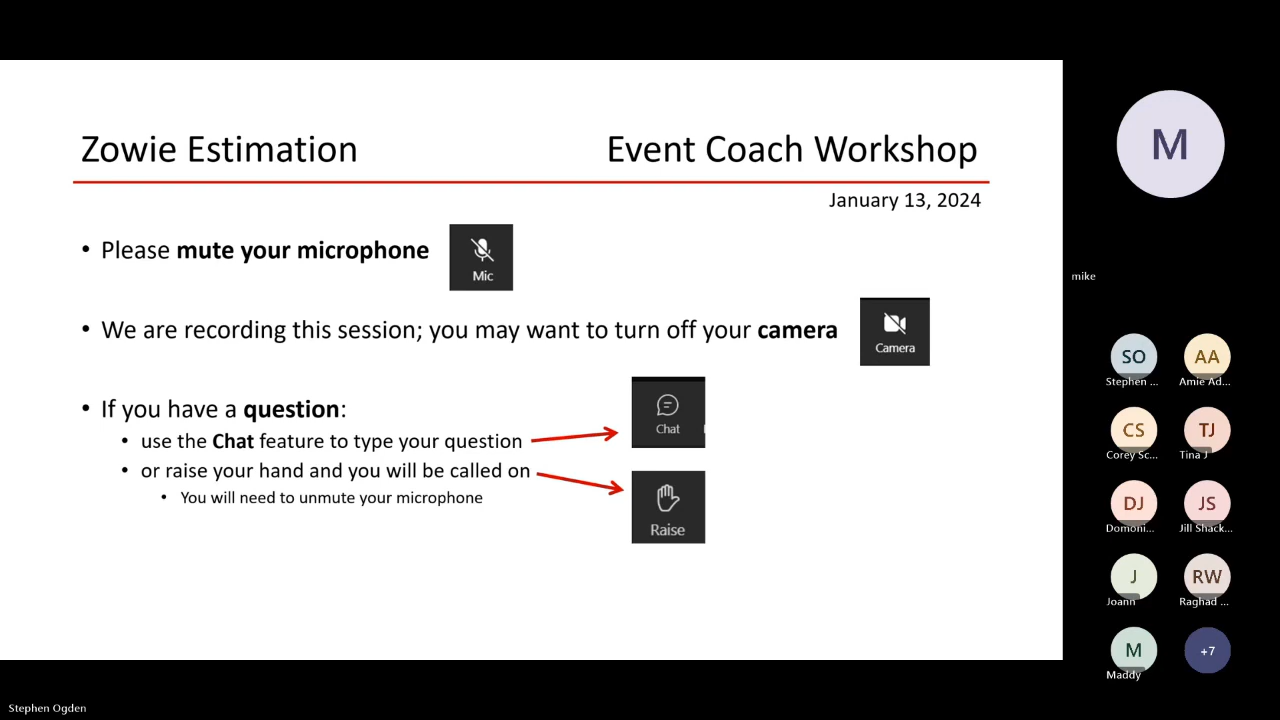 Zowie Estimation
Event Coach Workshop
January 13, 2024
• Please mute your microphone
Mic
• We are recording this session; you may want to turn off your camera
Camera
• If you have a question:
• use the Chat feature to type your question
Chat
• or raise your hand and you will be called on
• You will need to unmute your microphone
Raise
M
mike
SO
Stephen ...
AA
Amie Ad...
CS
Corey Sc...
TJ
Tina J
DJ
Domoni...
JS
Jill Shack...
J
Joann
RW
Raghad ...
M
Maddy
+7
Stephen Ogden